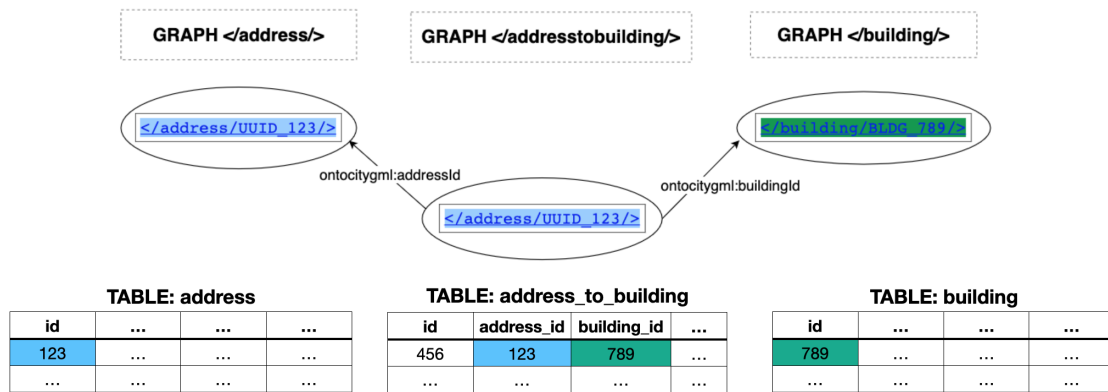 GRAPH </address/>
GRAPH </addresstobuilding/>
GRAPH </building/>
</address/UUID_123/>
</building/BLDG_789/>
ontocitygml:addressId
ontocitygml:buildingId
</address/UUID_123/>
TABLE: address
id ... ... ...
123 ... ... ...
... ... ... ...
TABLE: address_to_building
id address_id building_id ...
456 123 789 ...
... ... ... ...
TABLE: building
id ... ... ...
789 ... ... ...
... ... ... ...